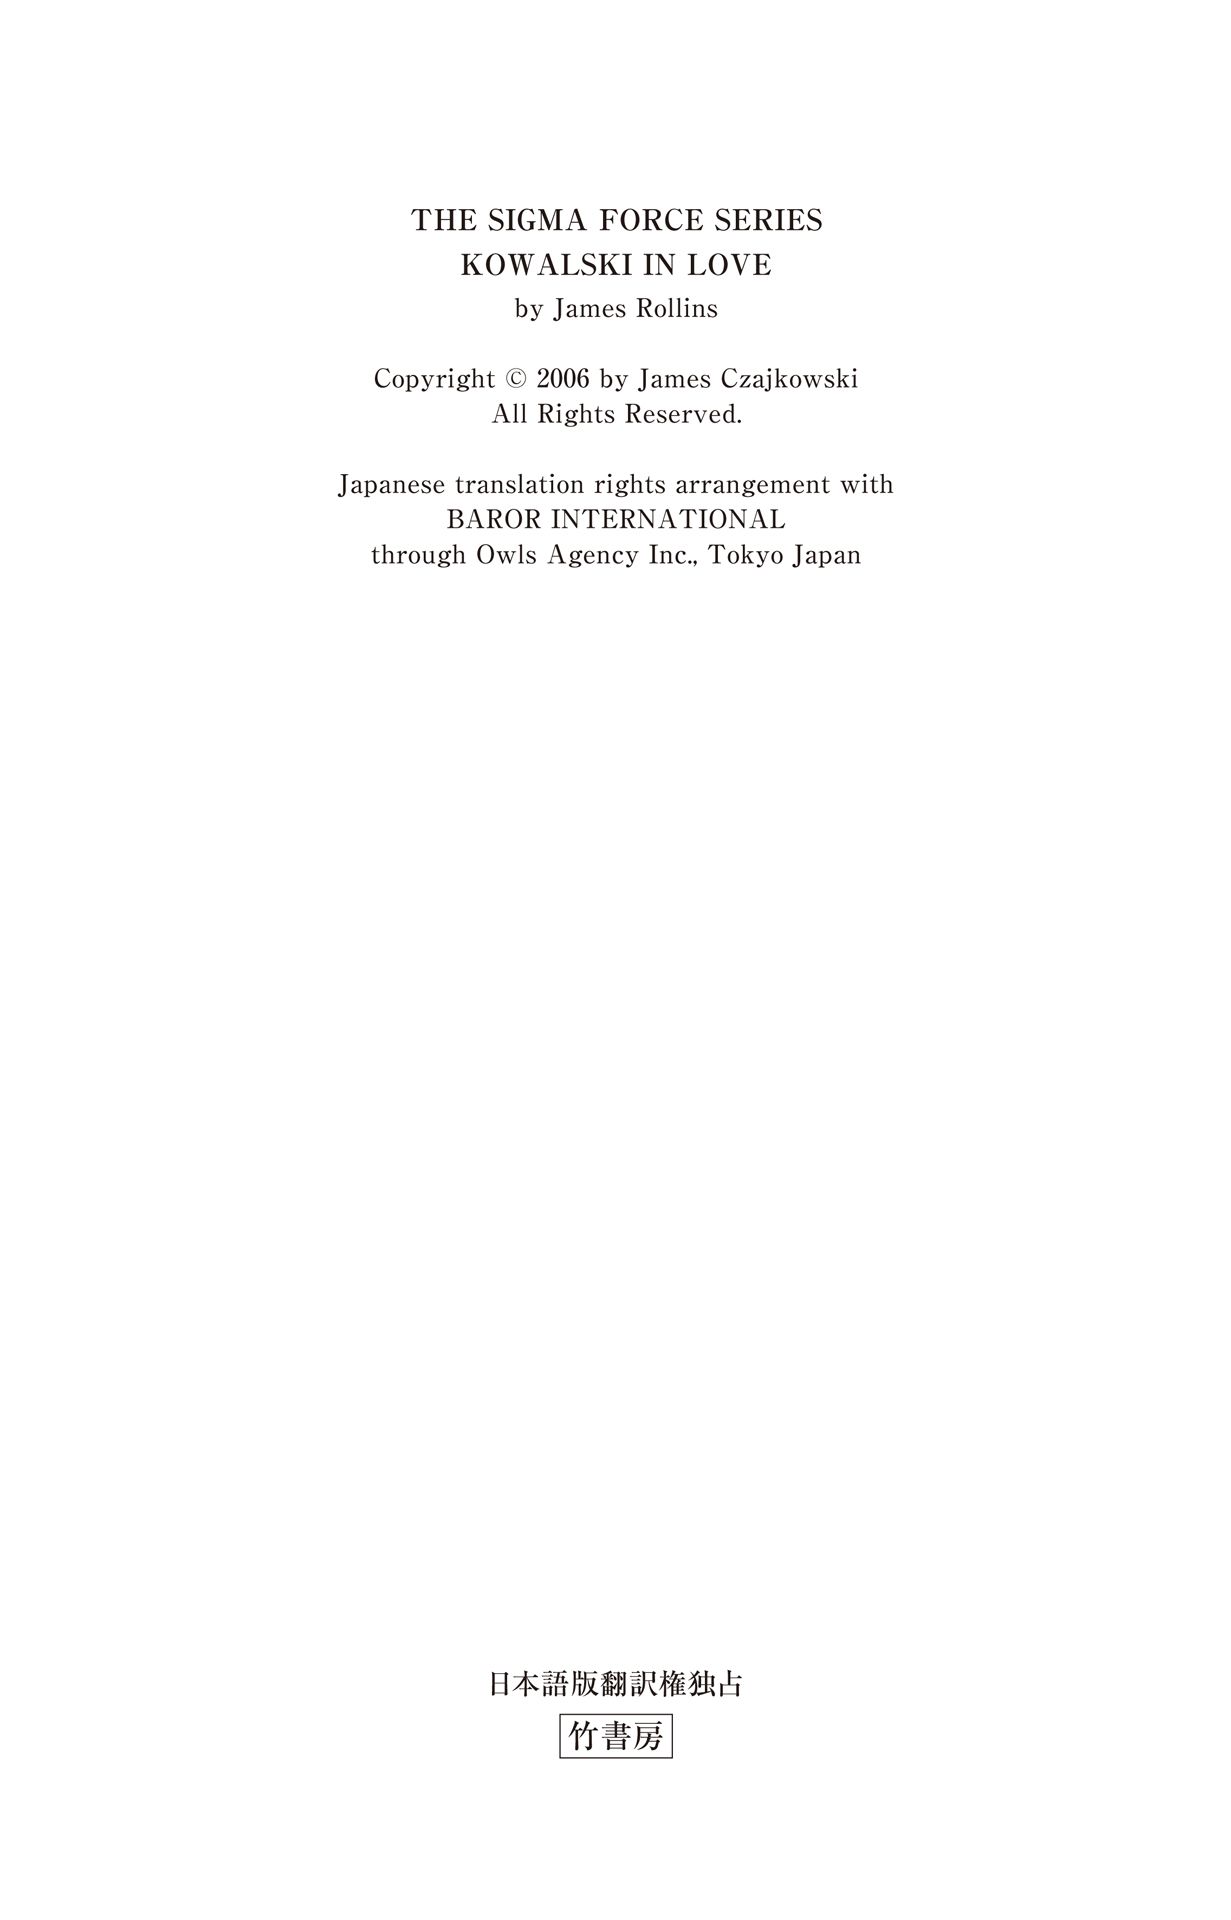 THE SIGMA FORCE SERIES
KOWALSKI IN LOVE
by James Rollins
Copyright © 2006 by James Czajkowski
All Rights Reserved.
Japanese translation rights arrangement with
BAROR INTERNATIONAL
through Owls Agency Inc., Tokyo Japan
日本語版翻訳権独占
竹書房